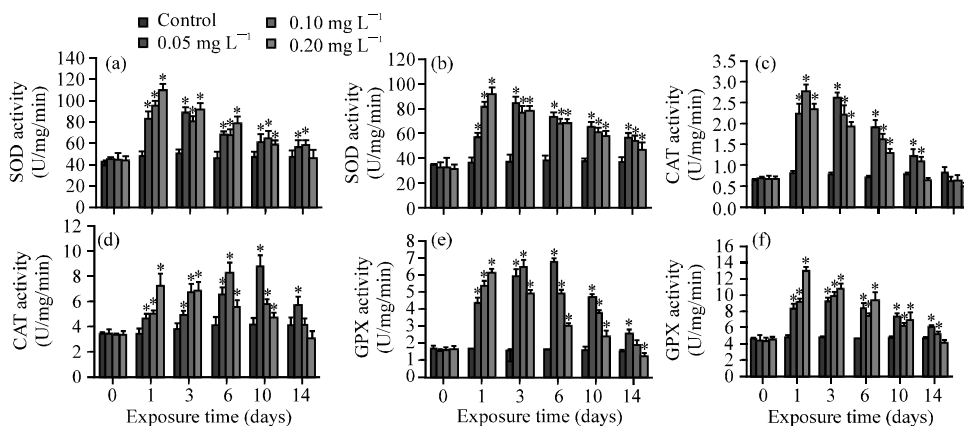 Control
0.05 mg L⁻¹
0.10 mg L⁻¹
0.20 mg L⁻¹
(a)
SOD activity
(U/mg/min)
140
120
100
80
60
40
20
0
(b)
SOD activity
(U/mg/min)
120
100
80
60
40
20
0
(c)
CAT activity
(U/mg/min)
3.5
3.0
2.5
2.0
1.5
1.0
0.5
0
(d)
CAT activity
(U/mg/min)
12
10
8
6
4
2
0
0 1 3 6 10 14
Exposure time (days)
(e)
GPX activity
(U/mg/min)
8
7
6
5
4
3
2
1
0
0 1 3 6 10 14
Exposure time (days)
(f)
GPX activity
(U/mg/min)
16
14
12
10
8
6
4
2
0
0 1 3 6 10 14
Exposure time (days)